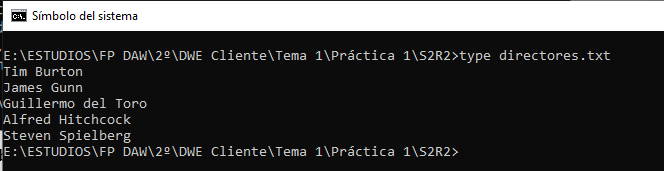 Símbolo del sistema
E:\ESTUDIOS\FP DAW\2º\DWE Cliente\Tema 1\Práctica 1\S2R2>type directores.txt
Tim Burton
James Gunn
Guillermo del Toro
Alfred Hitchcock
Steven Spielberg
E:\ESTUDIOS\FP DAW\2º\DWE Cliente\Tema 1\Práctica 1\S2R2>